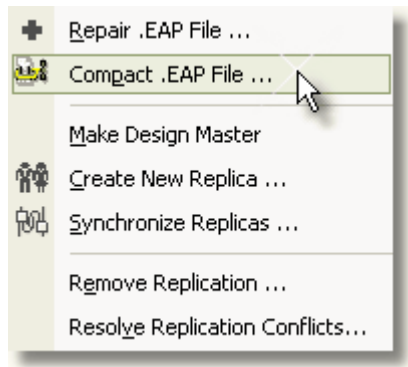 Repair .EAP File ...
Compact .EAP File ...
Make Design Master
Create New Replica ...
Synchronize Replicas ...
Remove Replication ...
Resolve Replication Conflicts...